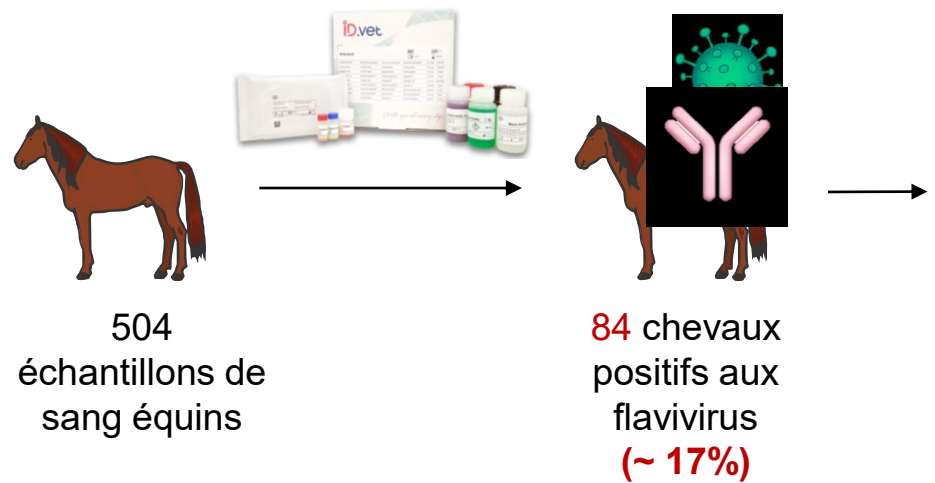 iD.vet
504
échantillons de
sang équins
84 chevaux
positifs aux
flavivirus
(~ 17%)